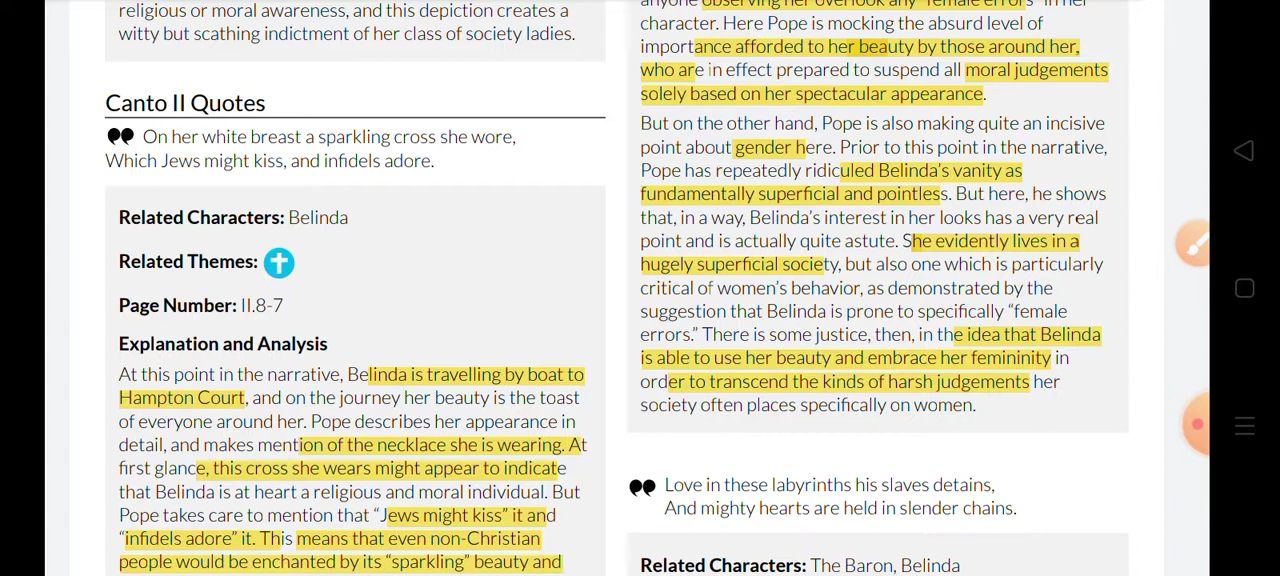 religious or moral awareness, and this depiction creates a
witty but scathing indictment of her class of society ladies.
Canto II Quotes
On her white breast a sparkling cross she wore,
Which Jews might kiss, and infidels adore.
Related Characters: Belinda
Related Themes:
Page Number: II.8-7
Explanation and Analysis
At this point in the narrative, Belinda is travelling by boat to
Hampton Court, and on the journey her beauty is the toast
of everyone around her. Pope describes her appearance in
detail, and makes mention of the necklace she is wearing. At
first glance, this cross she wears might appear to indicate
that Belinda is at heart a religious and moral individual. But
Pope takes care to mention that “Jews might kiss” it and
“infidels adore” it. This means that even non-Christian
people would be enchanted by its “sparkling” beauty and
anyone observing her overlook any “female errors” in her
character. Here Pope is mocking the absurd level of
importance afforded to her beauty by those around her,
who are in effect prepared to suspend all moral judgements
solely based on her spectacular appearance.
But on the other hand, Pope is also making quite an incisive
point about gender here. Prior to this point in the narrative,
Pope has repeatedly ridiculed Belinda’s vanity as
fundamentally superficial and pointless. But here, he shows
that, in a way, Belinda’s interest in her looks has a very real
point and is actually quite astute. She evidently lives in a
hugely superficial society, but also one which is particularly
critical of women’s behavior, as demonstrated by the
suggestion that Belinda is prone to specifically “female
errors.” There is some justice, then, in the idea that Belinda
is able to use her beauty and embrace her femininity in
order to transcend the kinds of harsh judgements her
society often places specifically on women.
Love in these labyrinths his slaves detains,
And mighty hearts are held in slender chains.
Related Characters: The Baron, Belinda